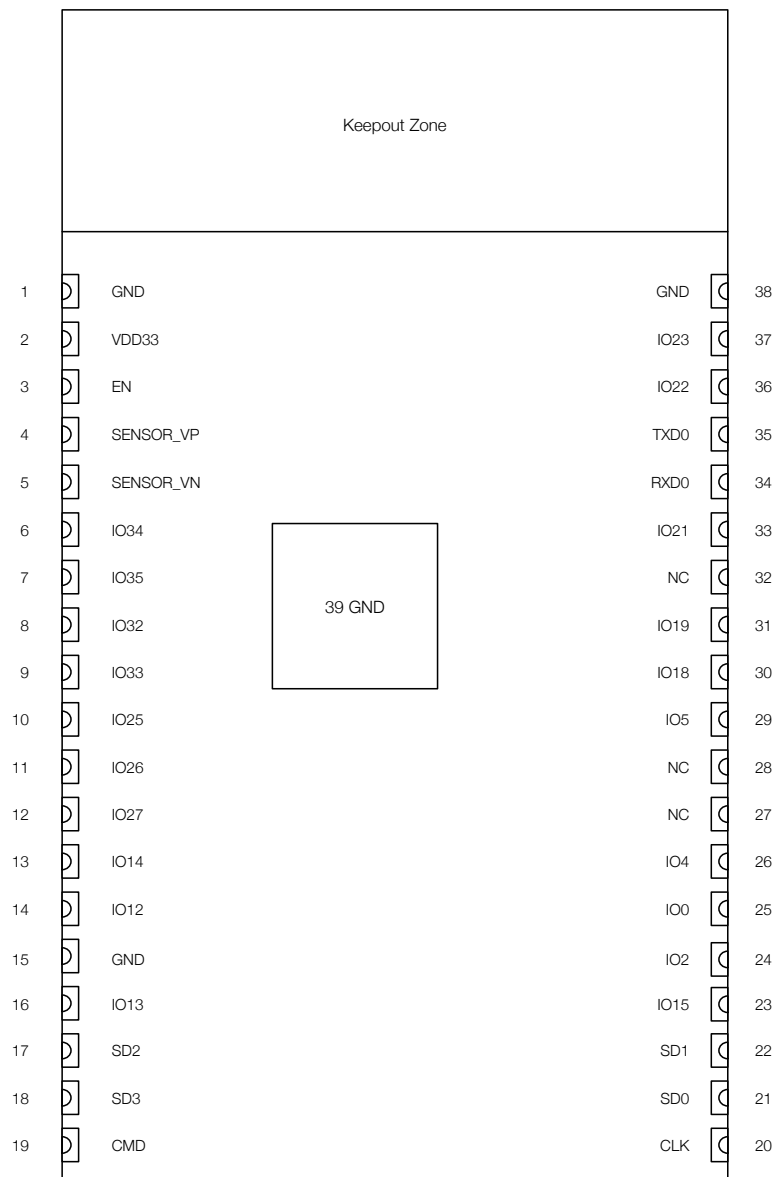 Keepout Zone
1 GND GND 38
2 VDD33 IO23 37
3 EN IO22 36
4 SENSOR_VP TXD0 35
5 SENSOR_VN RXD0 34
6 IO34 IO21 33
7 IO35 NC 32
39 GND
8 IO32 IO19 31
9 IO33 IO18 30
10 IO25 IO5 29
11 IO26 NC 28
12 IO27 NC 27
13 IO14 IO4 26
14 IO12 IO0 25
15 GND IO2 24
16 IO13 IO15 23
17 SD2 SD1 22
18 SD3 SD0 21
19 CMD CLK 20